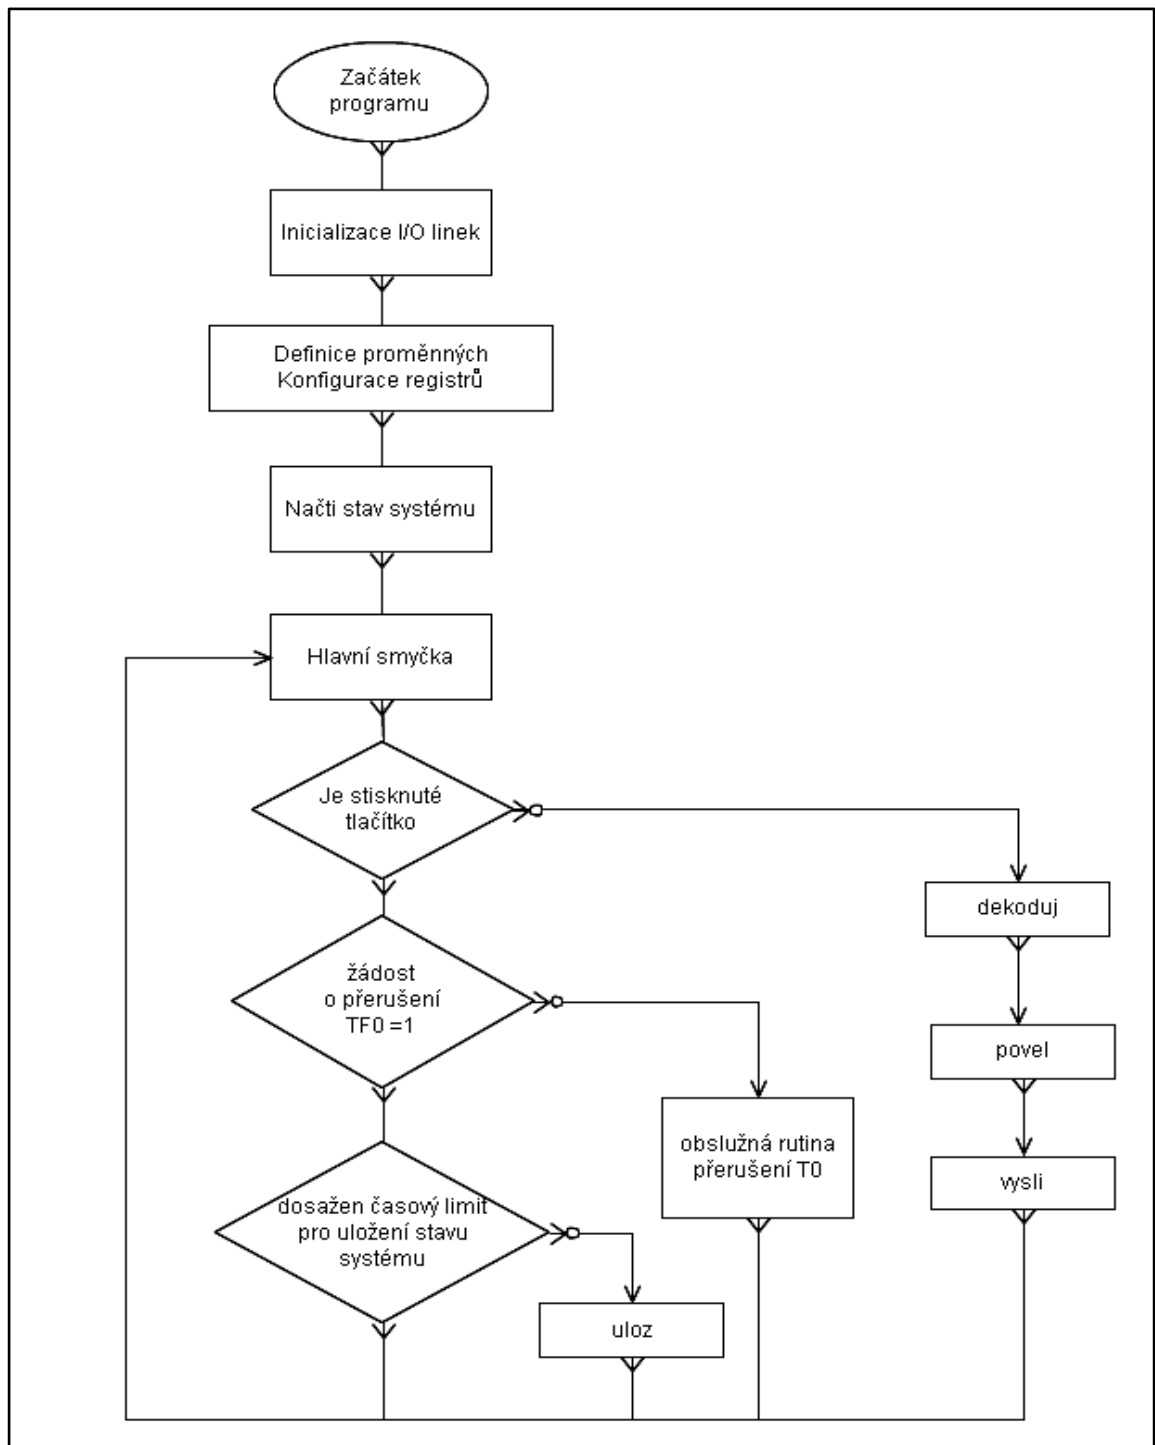 Začátek
programu
Inicializace I/O linek
Definice proměnných
Konfigurace registrů
Načti stav systému
Hlavní smyčka
Je stisknuté
tlačítko
dekoduj
žádost
o přerušení
TF0 =1
povel
obslužná rutina
přerušení T0
vysli
dosažen časový limit
pro uložení stavu
systému
uloz